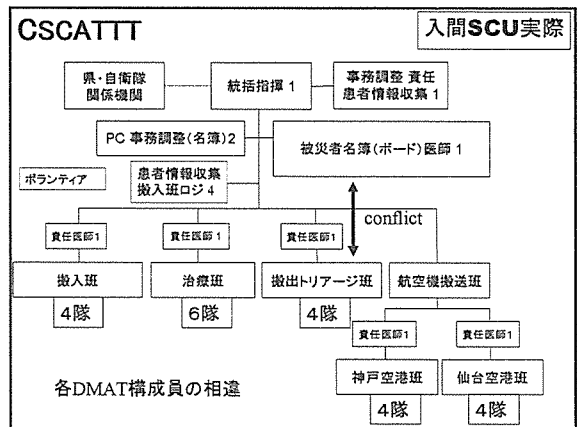 CSCATTT
入間SCU実際
県・自衛隊
関係機関
統括指揮 1
事務調整 責任
患者情報収集 1
PC 事務調整(名簿) 2
被災者名簿(ボード)医師 1
ボランティア
患者情報収集
搬入班ロジ 4
conflict
責任医師1
責任医師 1
責任医師1
搬入班
治療班
搬出トリアージ班
航空機搬送班
4隊
6隊
4隊
責任医師1
責任医師1
神戸空港班
仙台空港班
各DMAT構成員の相違
4隊
4隊